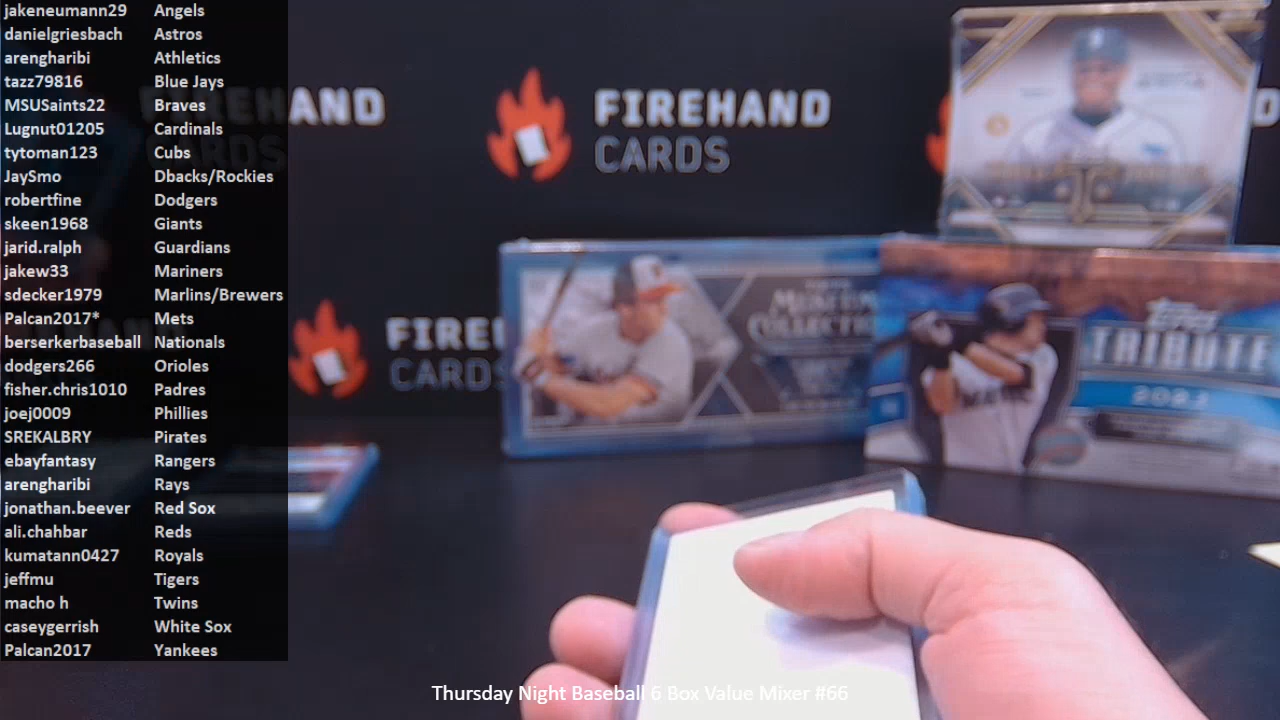 jakeneumann29 Angels
danielgriesbach Astros
arengharibi Athletics
tazz79816 Blue Jays
MSUSaints22 Braves
Lugnut01205 Cardinals
tytoman123 Cubs
JaySmo Dbacks/Rockies
robertfine Dodgers
skeen1968 Giants
jarid.ralph Guardians
jakew33 Mariners
sdecker1979 Marlins/Brewers
Palcan2017* Mets
berserkerbaseball Nationals
dodgers266 Orioles
fisher.chris1010 Padres
joej0009 Phillies
SREKALBRY Pirates
ebayfantasy Rangers
arengharibi Rays
jonathan.beever Red Sox
ali.chahbar Reds
kumatann0427 Royals
jeffmu Tigers
macho h Twins
caseygerrish White Sox
Palcan2017 Yankees
FIREHAND
CARDS
FIREHAND
CARDS
CARDS
Topps
TRIBUTE
Thursday Night Baseball 6 Box Value Mixer #66